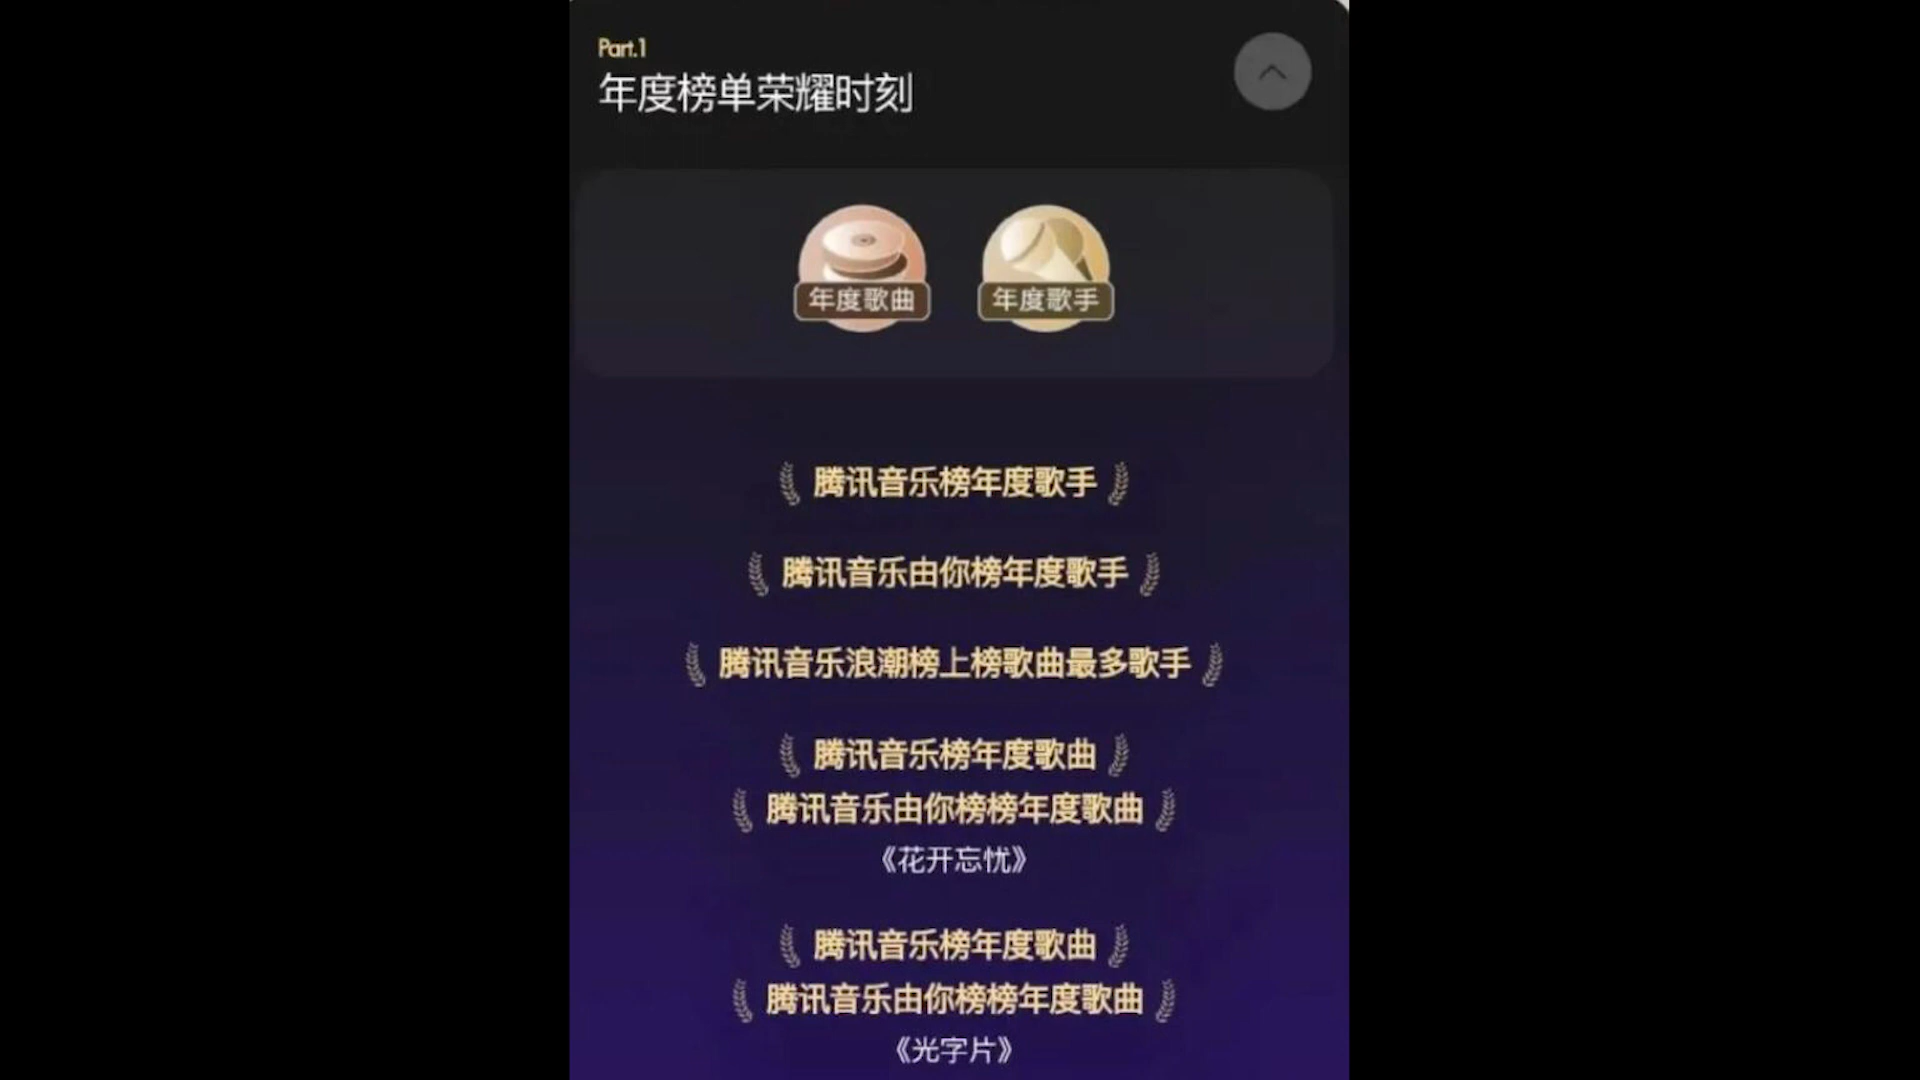 Part.1
年度榜单荣耀时刻
年度歌曲
年度歌手
腾讯音乐榜年度歌手
腾讯音乐由你榜年度歌手
腾讯音乐浪潮榜上榜歌曲最多歌手
腾讯音乐榜年度歌曲
腾讯音乐由你榜榜年度歌曲
《花开忘忧》
腾讯音乐榜年度歌曲
腾讯音乐由你榜榜年度歌曲
《光字片》